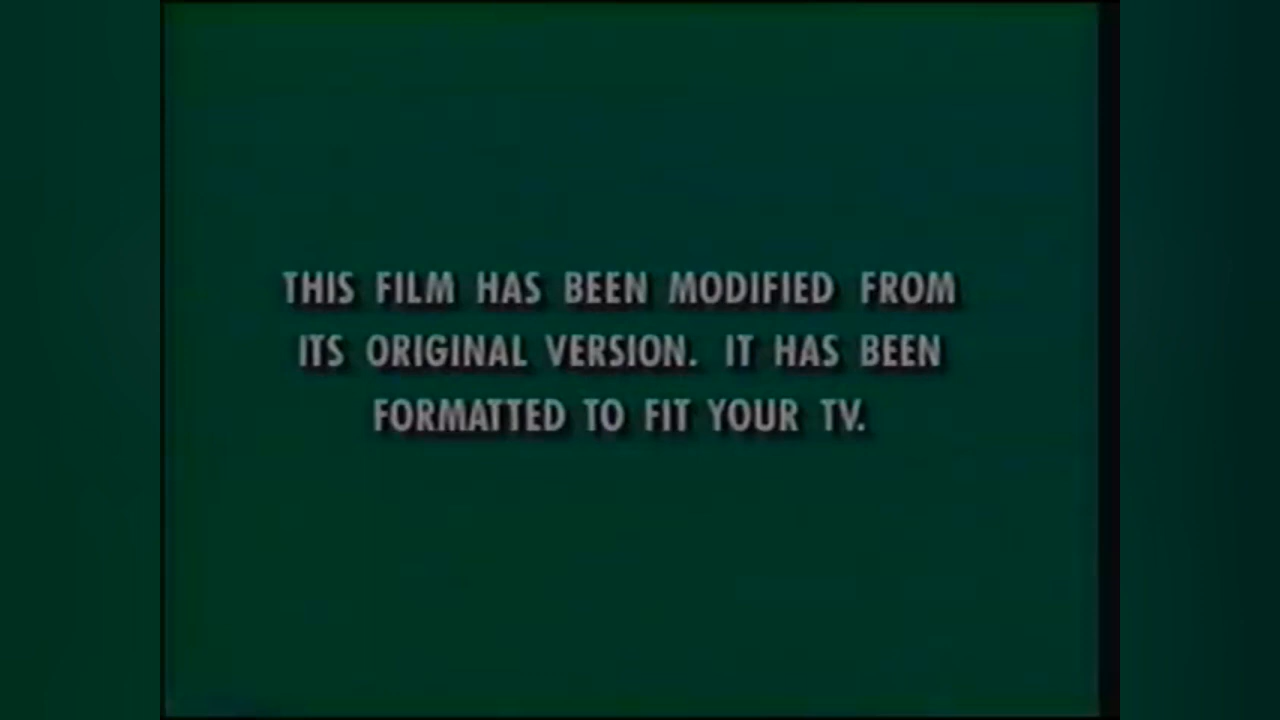 THIS FILM HAS BEEN MODIFIED FROM
ITS ORIGINAL VERSION. IT HAS BEEN
FORMATTED TO FIT YOUR TV.